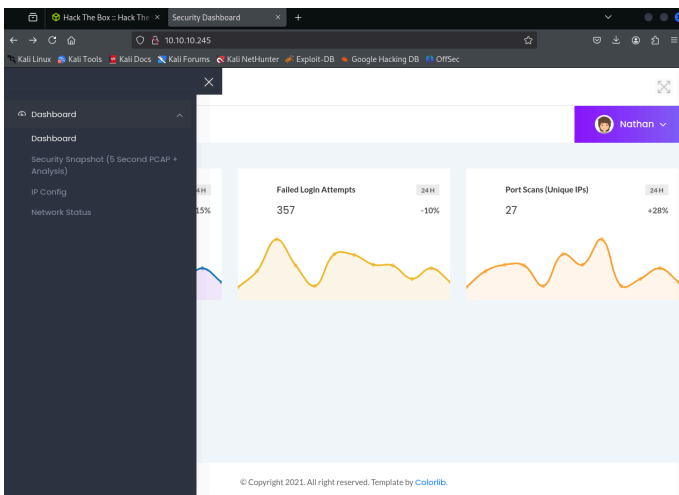 Hack The Box :: Hack The
Security Dashboard
10.10.10.245
Kali Linux Kali Tools Kali Docs Kali Forums Kali NetHunter Exploit-DB Google Hacking DB OffSec
Nathan
Dashboard
Dashboard
Security Snapshot (5 Second PCAP +
Analysis)
IP Config
Network Status
4 H
15%
Failed Login Attempts 24 H
357 -10%
Port Scans (Unique IPs) 24 H
27 +28%
© Copyright 2021. All right reserved. Template by Colorlib.